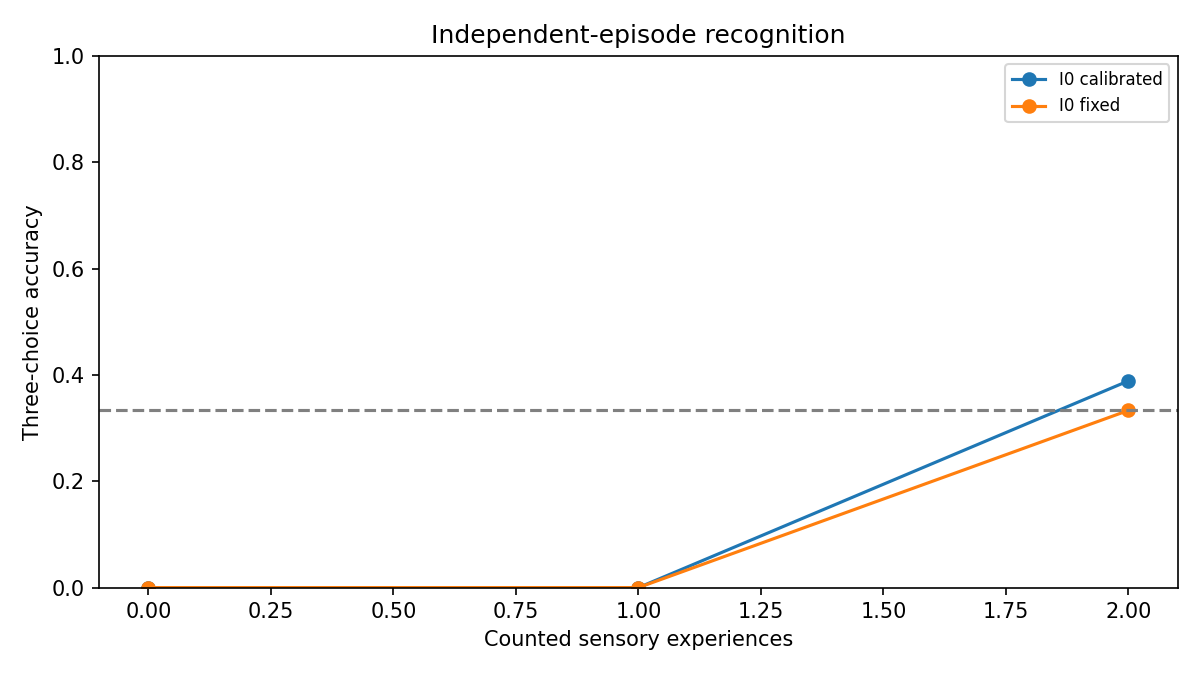 Independent-episode recognition
I0 calibrated
I0 fixed
Three-choice accuracy
1.0
0.8
0.6
0.4
0.2
0.0
0.00 0.25 0.50 0.75 1.00 1.25 1.50 1.75 2.00
Counted sensory experiences